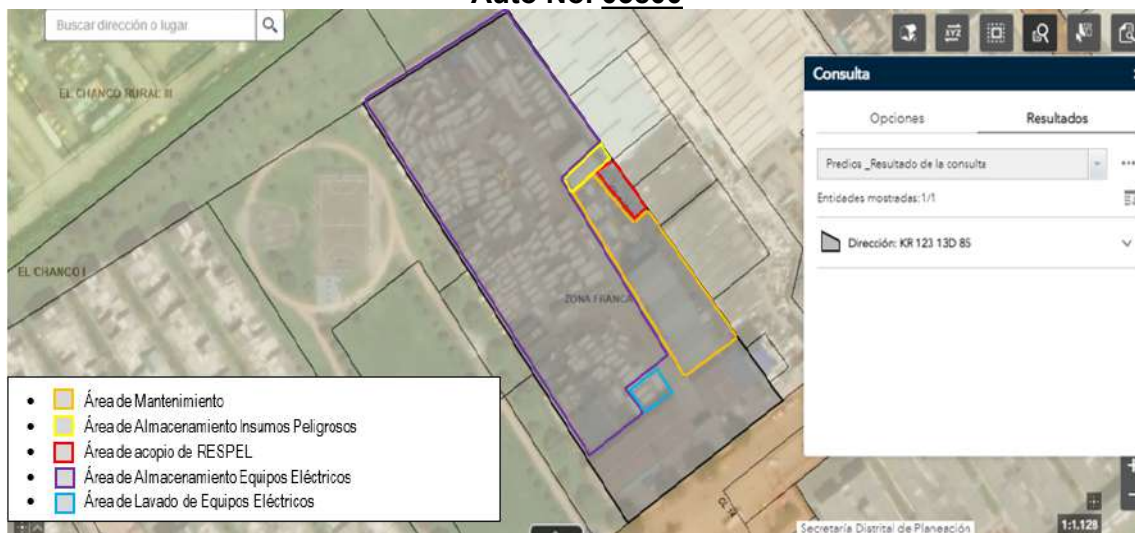 Buscar dirección o lugar
EL CHANCO RURAL III
EL CHANCO I
ZONA FRANCA
Consulta
Opciones
Resultados
Predios _Resultado de la consulta
Entidades mostradas:1/1
Dirección: KR 123 13D 85
• Área de Mantenimiento
• Área de Almacenamiento Insumos Peligrosos
• Área de acopio de RESPEL
• Área de Almacenamiento Equipos Eléctricos
• Área de Lavado de Equipos Eléctricos
Secretaría Distrital de Planeación
1:1.128